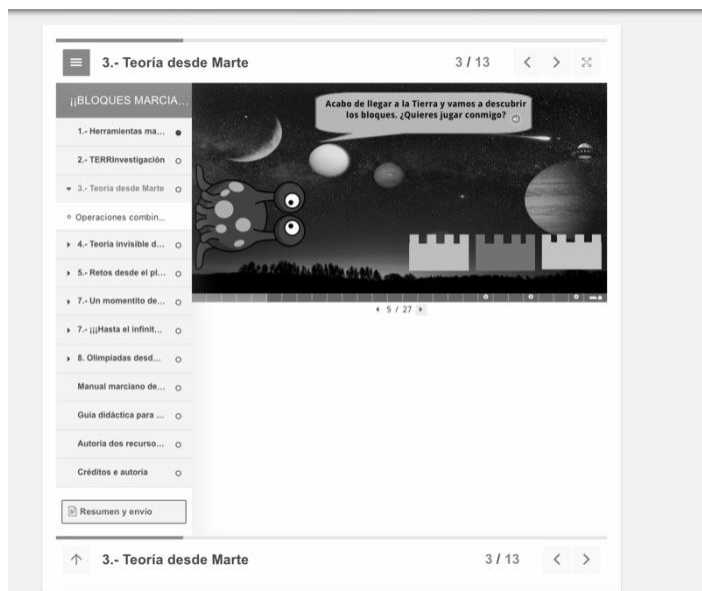 3.- Teoría desde Marte
3 / 13
¡¡BLOQUES MARCIA...
1.- Herramientas ma...
2.- TERRInvestigación
3.- Teoría desde Marte
Operaciones combin...
4.- Teoría invisible d...
5.- Retos desde el pl...
7.- Un momentito de...
7.- ¡¡¡Hasta el infinit...
8. Olimpiadas desd...
Manual marciano de...
Guía didáctica para ...
Autoria dos recurso...
Créditos e autoría
Resumen y envío
Acabo de llegar a la Tierra y vamos a descubrir
los bloques. ¿Quieres jugar conmigo?
5 / 27
3.- Teoría desde Marte
3 / 13